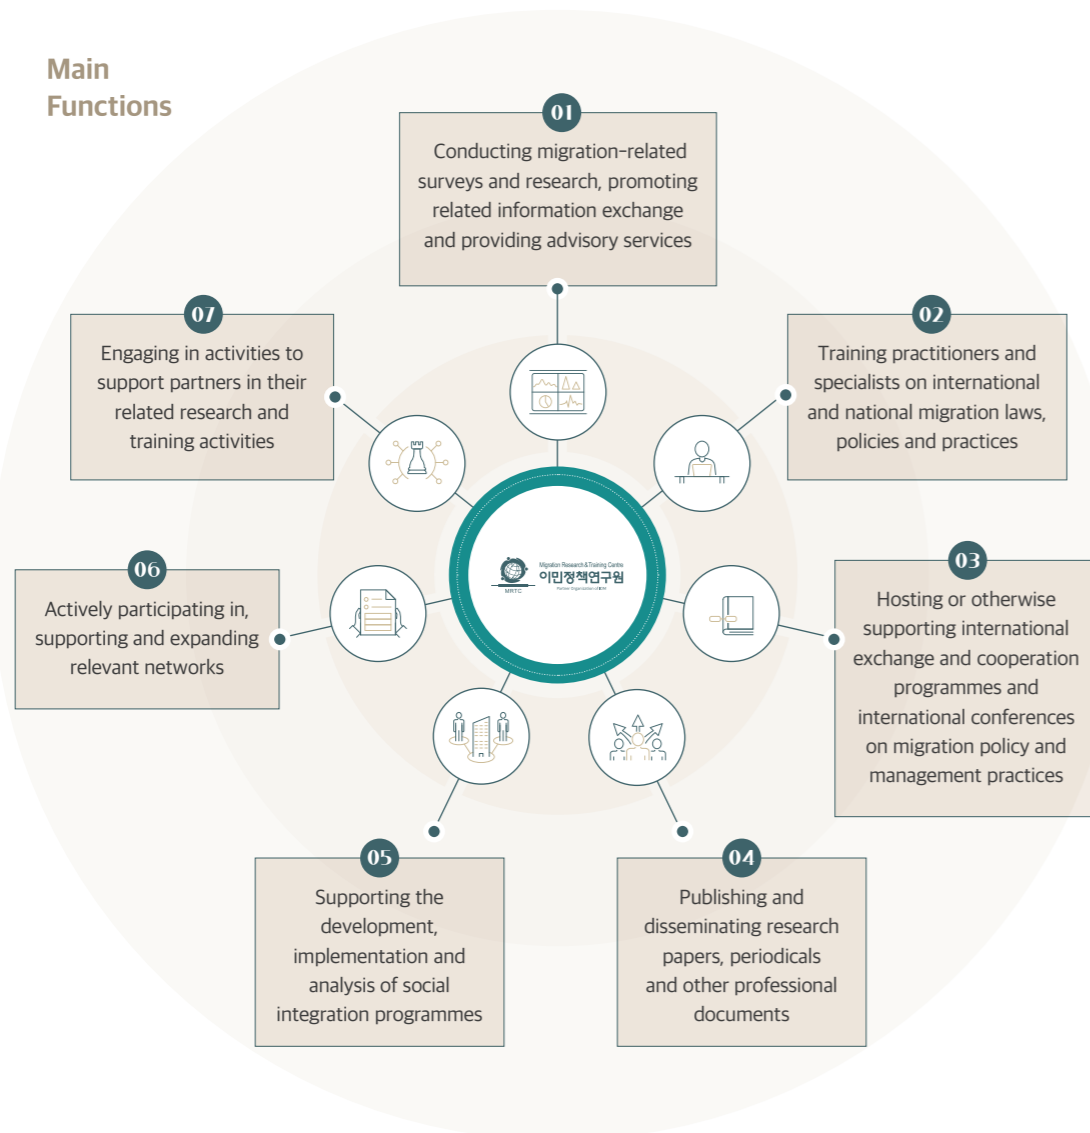 Main
Functions
01
Conducting migration-related
surveys and research, promoting
related information exchange
and providing advisory services
02
Training practitioners and
specialists on international
and national migration laws,
policies and practices
03
Hosting or otherwise
supporting international
exchange and cooperation
programmes and
international conferences
on migration policy and
management practices
04
Publishing and
disseminating research
papers, periodicals
and other professional
documents
05
Supporting the
development,
implementation and
analysis of social
integration programmes
06
Actively participating in,
supporting and expanding
relevant networks
07
Engaging in activities to
support partners in their
related research and
training activities
Migration Research & Training Centre
이민정책연구원
Partner Organization of IOM
MRTC